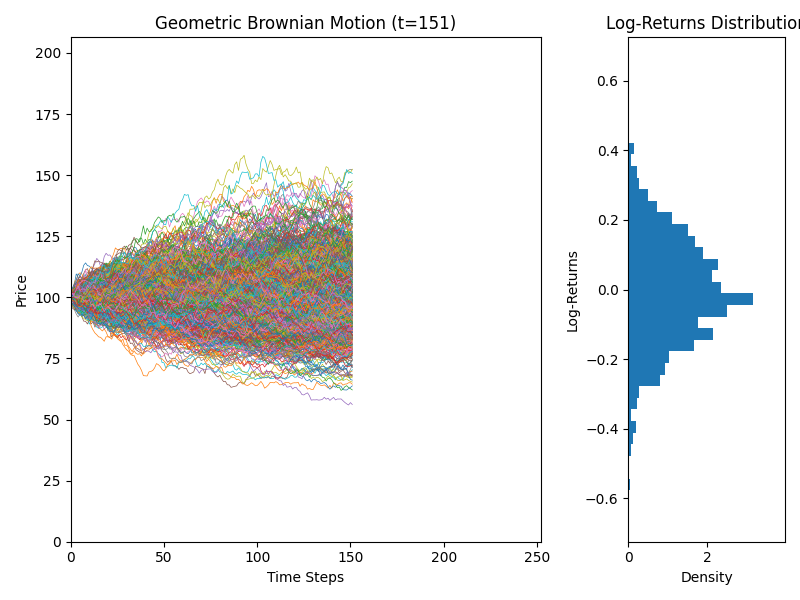 Geometric Brownian Motion (t=151)
200
175
150
125
100
75
50
25
0
Price
0 50 100 150 200 250
Time Steps
Log-Returns Distribution
0.6
0.4
0.2
0.0
−0.2
−0.4
−0.6
Log-Returns
0 2
Density